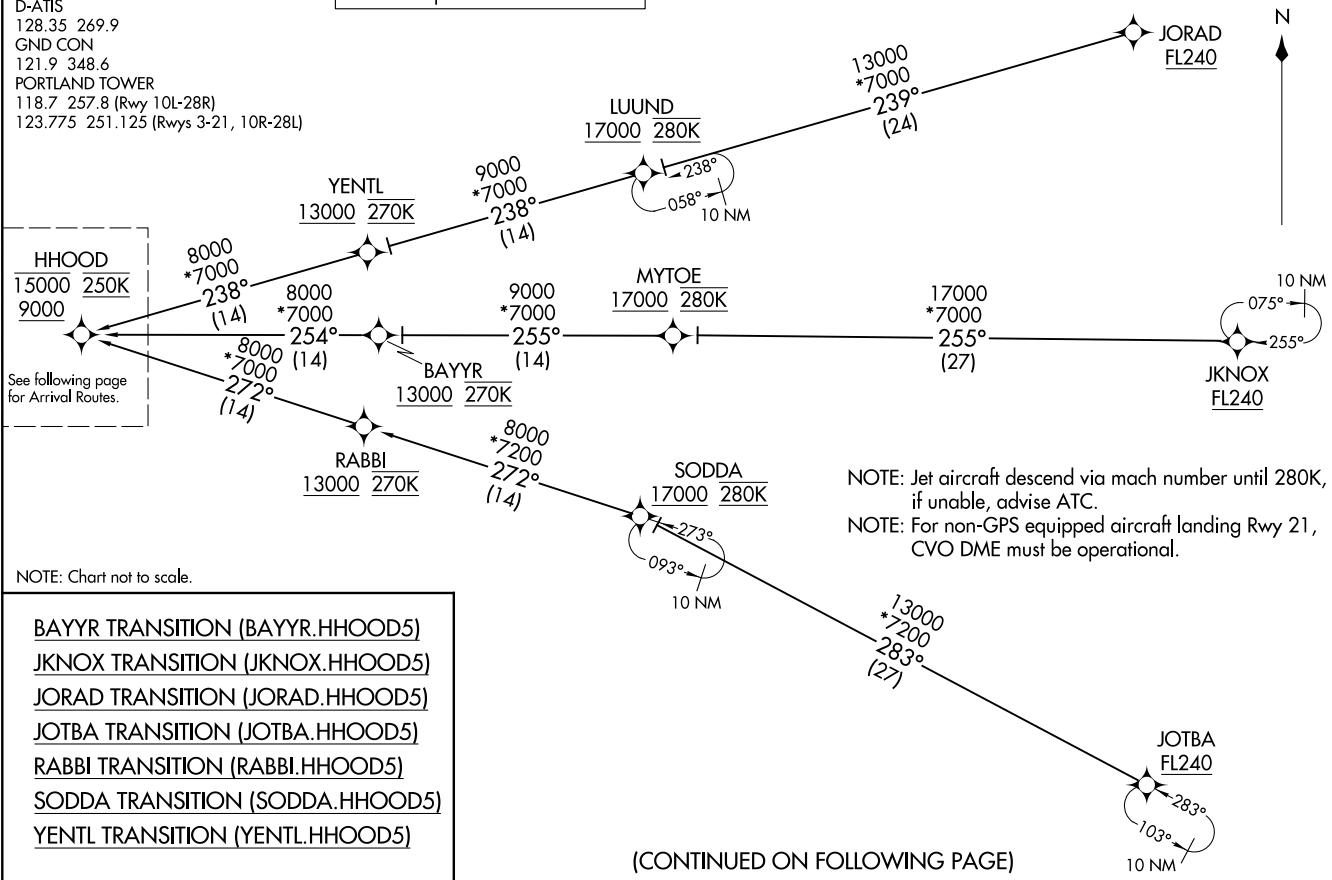 D-ATIS
128.35 269.9
GND CON
121.9 348.6
PORTLAND TOWER
118.7 257.8 (Rwy 10L-28R)
123.775 251.125 (Rwys 3-21, 10R-28L)
N
JORAD
FL240
13000
*7000
239°
(24)
LUUND
17000 280K
238°
058°
10 NM
9000
*7000
238°
(14)
YENTL
13000 270K
8000
*7000
238°
(14)
HHOOD
15000 250K
9000
See following page
for Arrival Routes.
8000
*7000
254°
(14)
BAYYR
13000 270K
9000
*7000
255°
(14)
MYTOE
17000 280K
17000
*7000
255°
(27)
10 NM
075°
255°
JKNOX
FL240
8000
*7000
272°
(14)
RABBI
13000 270K
8000
*7200
272°
(14)
SODDA
17000 280K
273°
093°
10 NM
NOTE: Jet aircraft descend via mach number until 280K,
if unable, advise ATC.
NOTE: For non-GPS equipped aircraft landing Rwy 21,
CVO DME must be operational.
13000
*7200
283°
(27)
JOTBA
FL240
283°
103°
10 NM
NOTE: Chart not to scale.
BAYYR TRANSITION (BAYYR.HHOOD5)
JKNOX TRANSITION (JKNOX.HHOOD5)
JORAD TRANSITION (JORAD.HHOOD5)
JOTBA TRANSITION (JOTBA.HHOOD5)
RABBI TRANSITION (RABBI.HHOOD5)
SODDA TRANSITION (SODDA.HHOOD5)
YENTL TRANSITION (YENTL.HHOOD5)
(CONTINUED ON FOLLOWING PAGE)